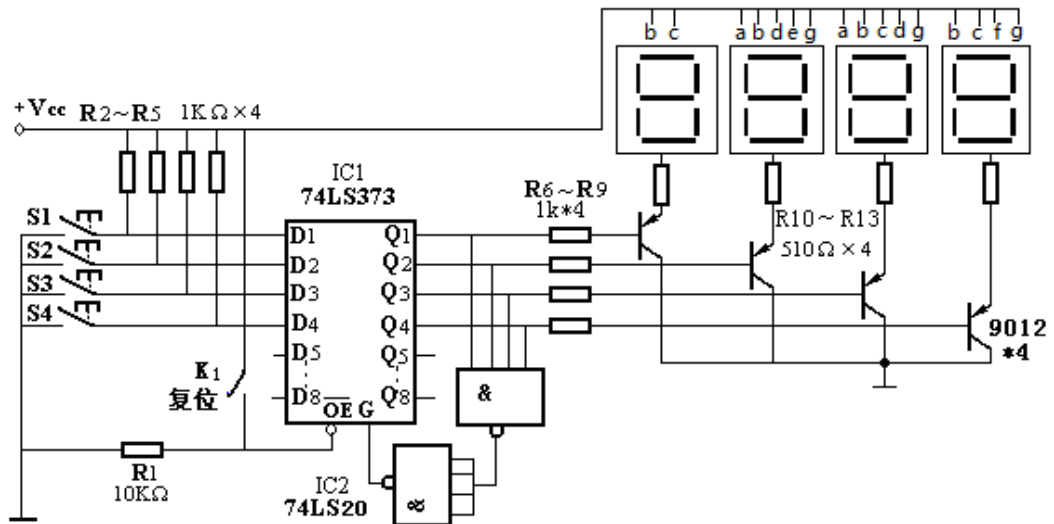 b c
a b d e g
a b c d g
b c f g
+Vcc
R2～R5 1KΩ×4
IC1
74LS373
R6～R9
1k*4
R10～R13
510Ω×4
S1
S2
S3
S4
D1
D2
D3
D4
D5
D8
Q1
Q2
Q3
Q4
Q5
Q8
OE G
K1
复位
9012
*4
&
&
R1
10KΩ
IC2
74LS20